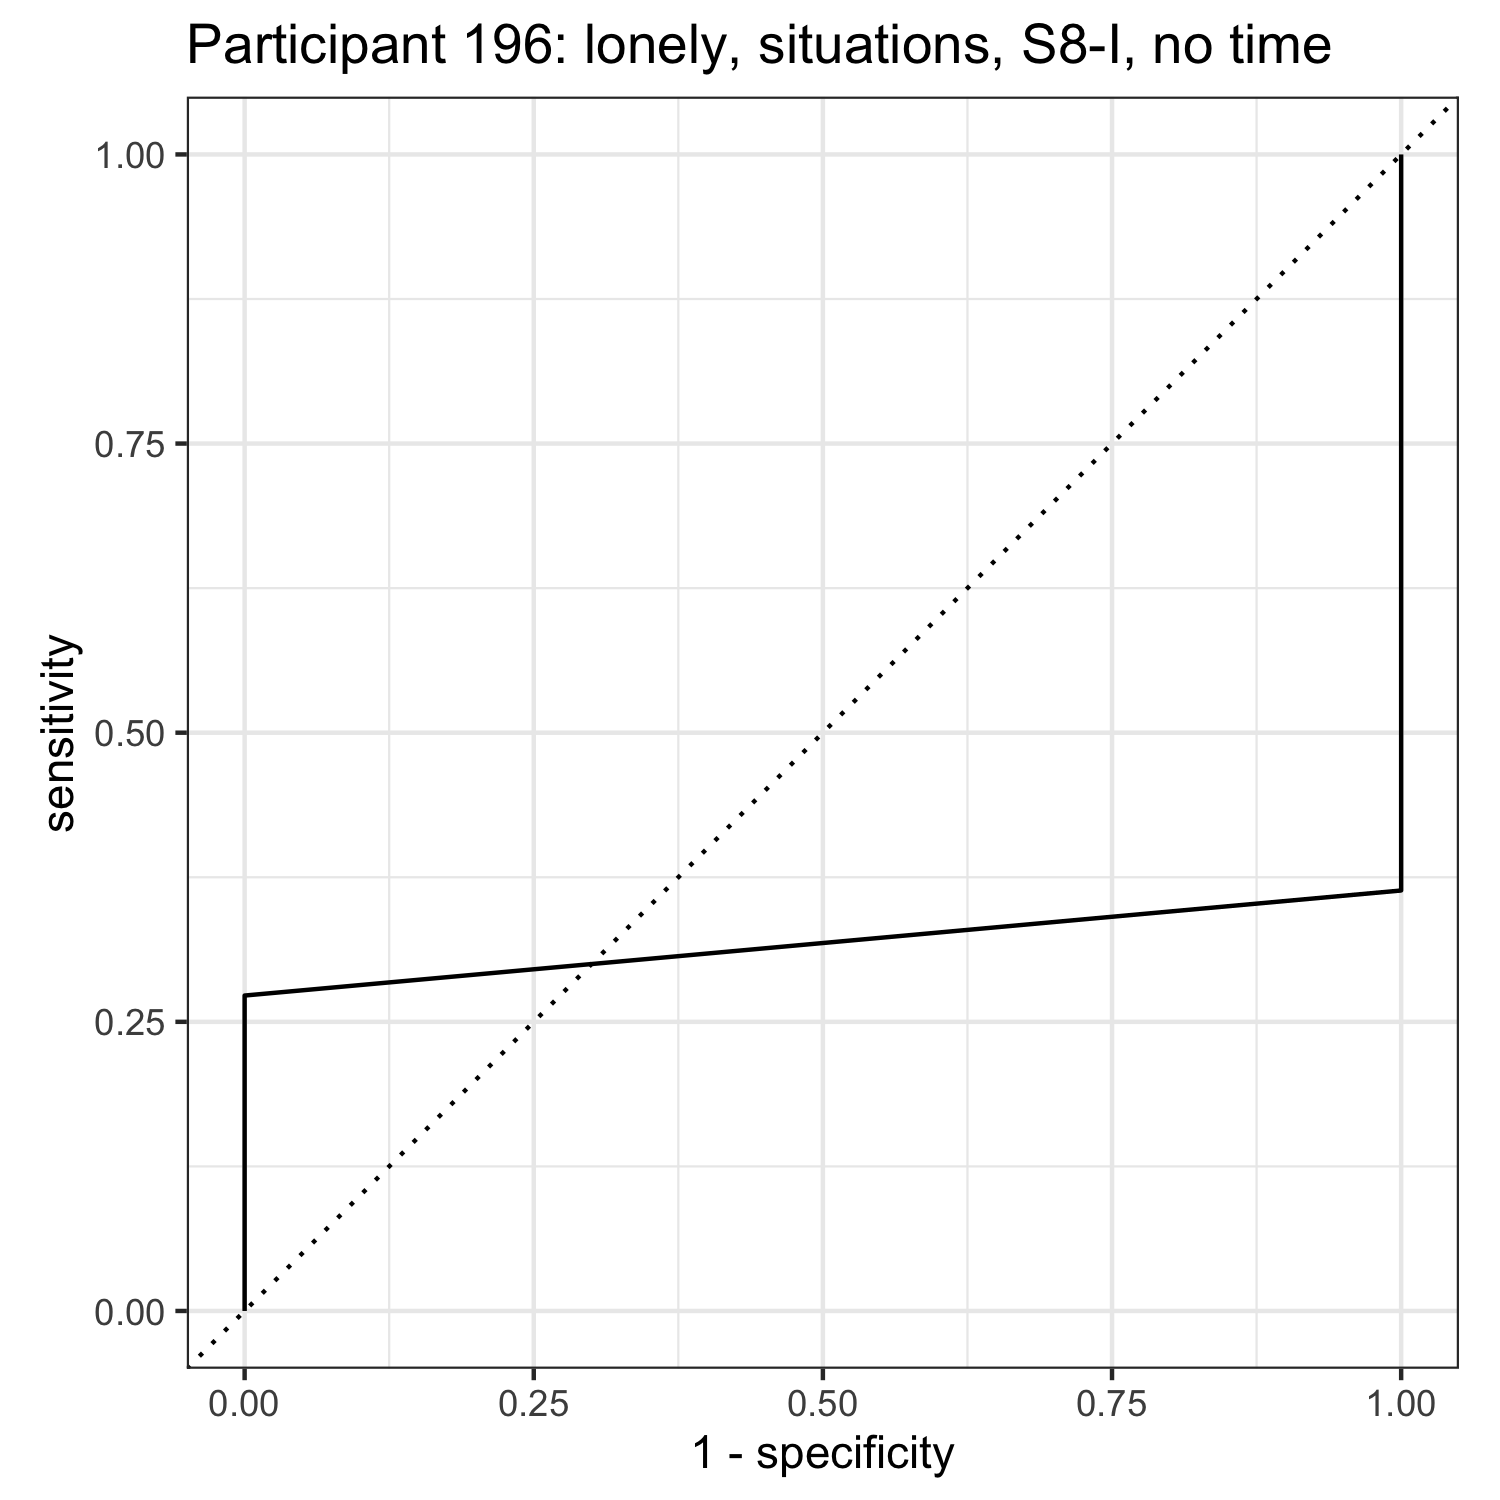 Participant 196: lonely, situations, S8-I, no time
sensitivity
1.00
0.75
0.50
0.25
0.00
0.00 0.25 0.50 0.75 1.00
1 - specificity